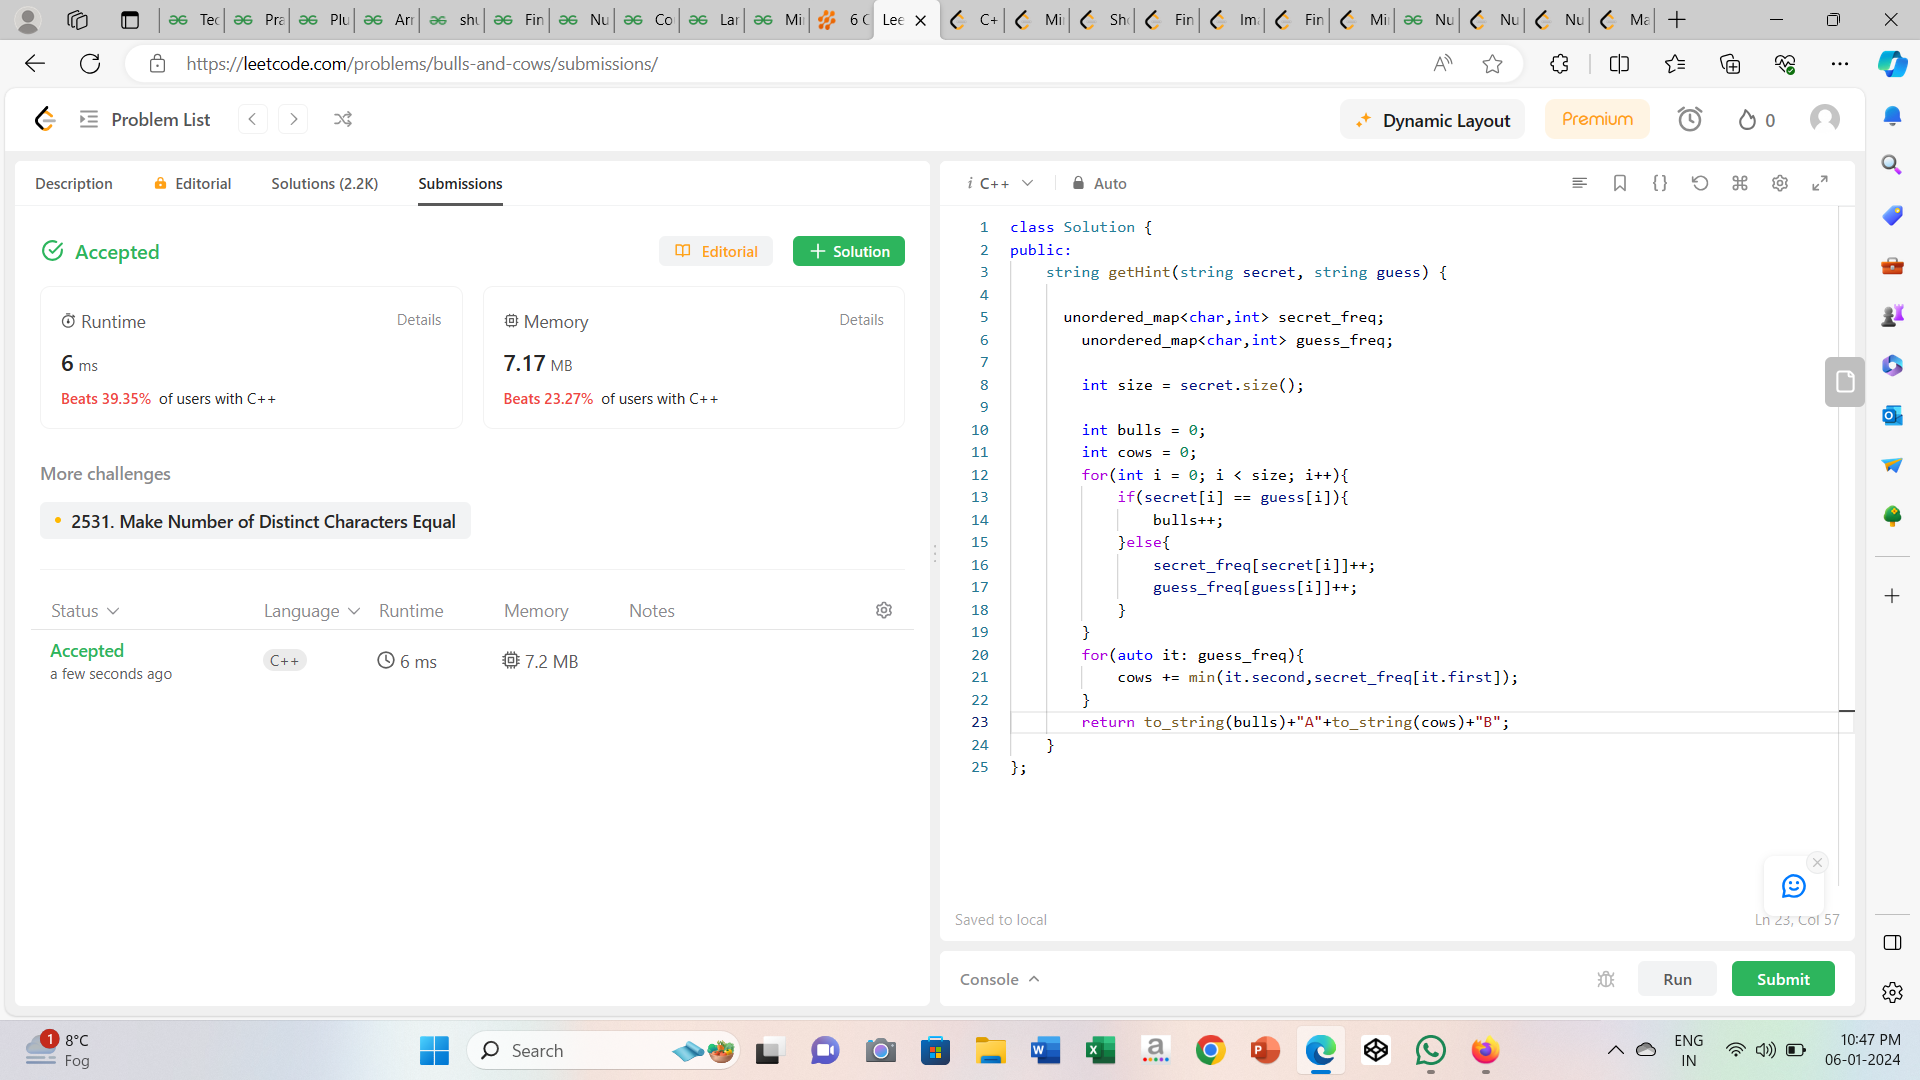 Tec
Pra
Plu
Arr
shu
Fin
Nu
Co
Lar
Min
6 C
Lee
C+
Min
Sho
Fin
Ima
Fin
Min
Nu
Nu
Nu
Ma
https://leetcode.com/problems/bulls-and-cows/submissions/
Problem List
Dynamic Layout
Premium
0
Description
Editorial
Solutions (2.2K)
Submissions
Accepted
Editorial
+ Solution
Runtime
Details
6 ms
Beats 39.35% of users with C++
Memory
Details
7.17 MB
Beats 23.27% of users with C++
More challenges
2531. Make Number of Distinct Characters Equal
Status Language Runtime Memory Notes
Accepted
a few seconds ago
C++
6 ms
7.2 MB
i C++
Auto
1 class Solution {
2 public:
3 string getHint(string secret, string guess) {
4
5 unordered_map<char,int> secret_freq;
6 unordered_map<char,int> guess_freq;
7
8 int size = secret.size();
9
10 int bulls = 0;
11 int cows = 0;
12 for(int i = 0; i < size; i++){
13 if(secret[i] == guess[i]){
14 bulls++;
15 }else{
16 secret_freq[secret[i]]++;
17 guess_freq[guess[i]]++;
18 }
19 }
20 for(auto it: guess_freq){
21 cows += min(it.second,secret_freq[it.first]);
22 }
23 return to_string(bulls)+"A"+to_string(cows)+"B";
24 }
25 };
Saved to local
Ln 23, Col 57
Console
Run
Submit
1
8°C
Fog
Search
ENG
IN
10:47 PM
06-01-2024